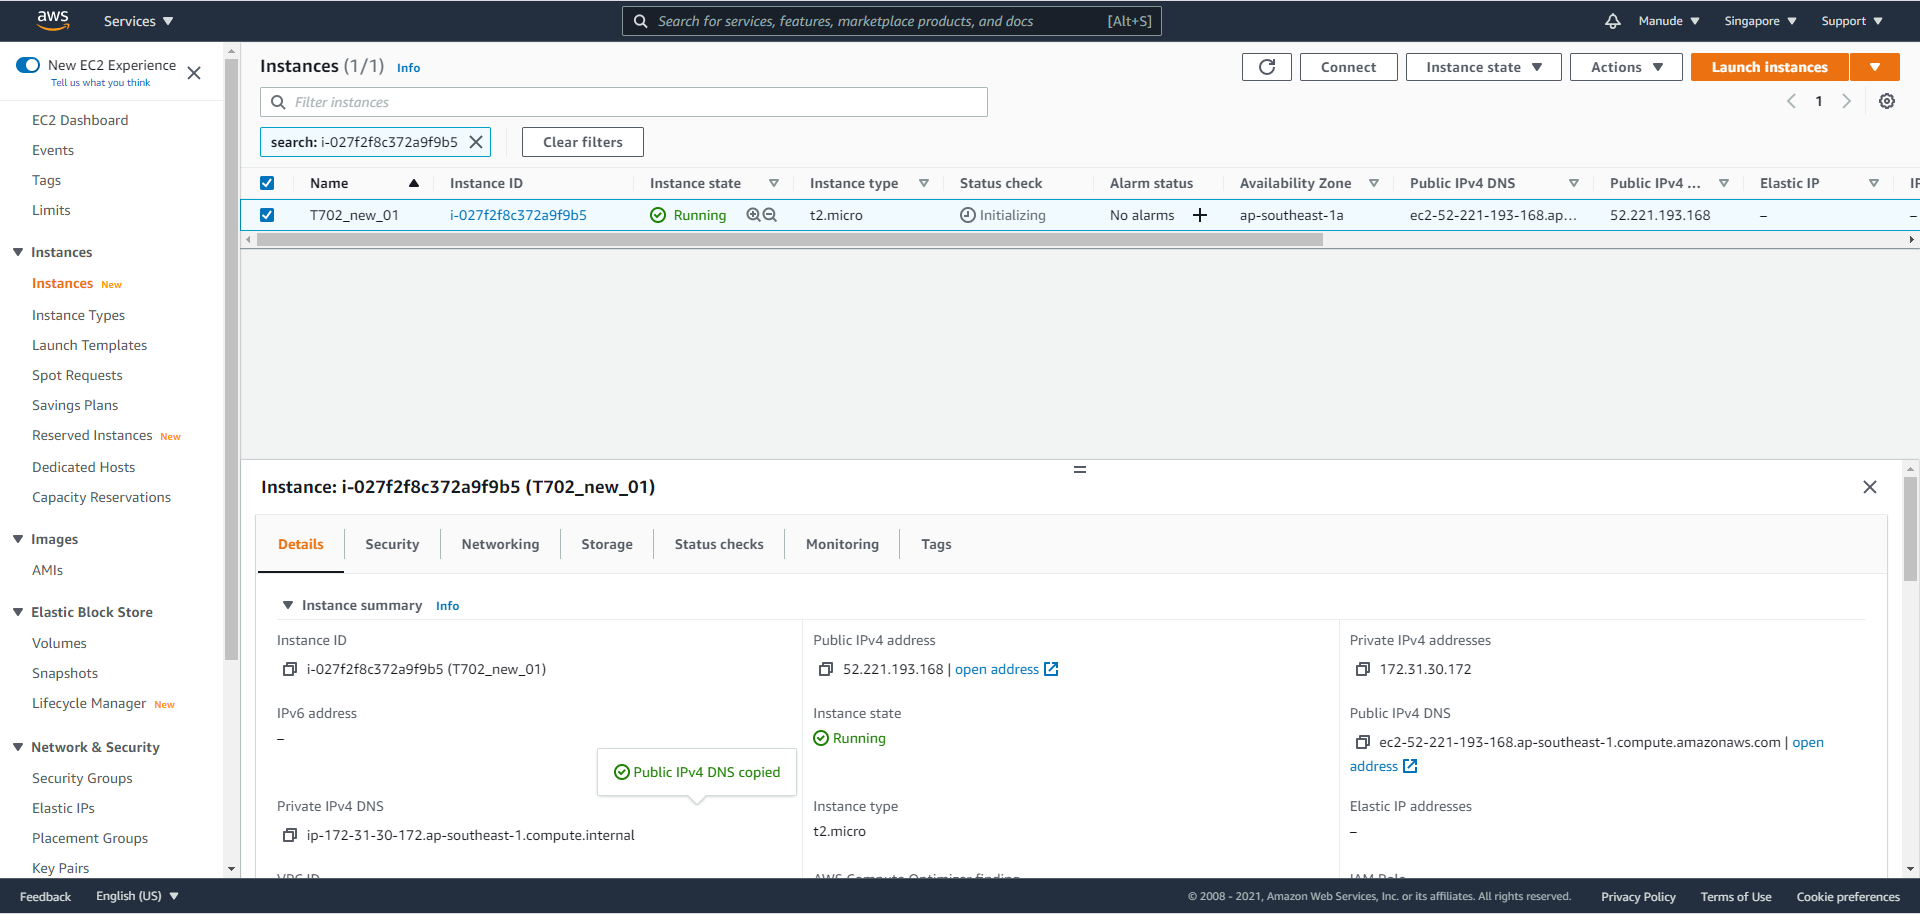 aws Services Search for services, features, marketplace products, and docs [Alt+S] Manude Singapore Support
New EC2 Experience
Tell us what you think
EC2 Dashboard
Events
Tags
Limits
Instances
Instances New
Instance Types
Launch Templates
Spot Requests
Savings Plans
Reserved Instances New
Dedicated Hosts
Capacity Reservations
Images
AMIs
Elastic Block Store
Volumes
Snapshots
Lifecycle Manager New
Network & Security
Security Groups
Elastic IPs
Placement Groups
Key Pairs
Instances (1/1) Info Connect Instance state Actions Launch instances
Filter instances 1
search: i-027f2f8c372a9f9b5 Clear filters
Name Instance ID Instance state Instance type Status check Alarm status Availability Zone Public IPv4 DNS Public IPv4 ... Elastic IP
T702_new_01 i-027f2f8c372a9f9b5 Running t2.micro Initializing No alarms + ap-southeast-1a ec2-52-221-193-168.ap... 52.221.193.168 – –
Instance: i-027f2f8c372a9f9b5 (T702_new_01)
Details Security Networking Storage Status checks Monitoring Tags
Instance summary Info
Instance ID
i-027f2f8c372a9f9b5 (T702_new_01)
Public IPv4 address
52.221.193.168 | open address
Private IPv4 addresses
172.31.30.172
IPv6 address
–
Instance state
Running
Public IPv4 DNS
ec2-52-221-193-168.ap-southeast-1.compute.amazonaws.com | open
address
Public IPv4 DNS copied
Private IPv4 DNS
ip-172-31-30-172.ap-southeast-1.compute.internal
Instance type
t2.micro
Elastic IP addresses
–
Feedback English (US) © 2008 - 2021, Amazon Web Services, Inc. or its affiliates. All rights reserved. Privacy Policy Terms of Use Cookie preferences